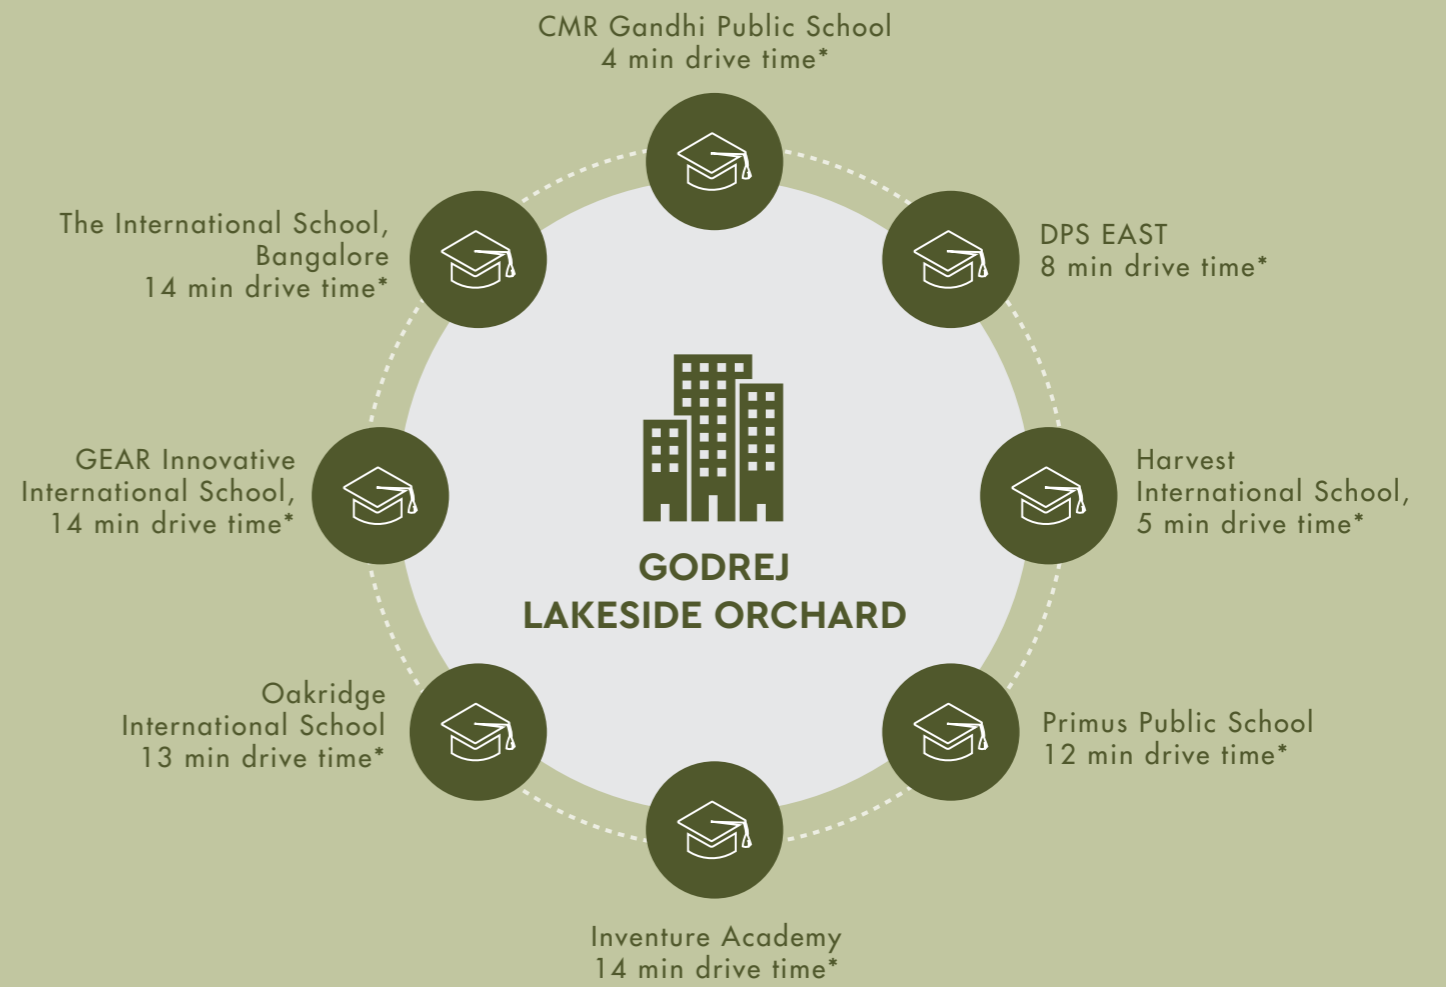 CMR Gandhi Public School
4 min drive time*
The International School,
Bangalore
14 min drive time*
DPS EAST
8 min drive time*
GEAR Innovative
International School,
14 min drive time*
Harvest
International School,
5 min drive time*
GODREJ
LAKESIDE ORCHARD
Oakridge
International School
13 min drive time*
Primus Public School
12 min drive time*
Inventure Academy
14 min drive time*